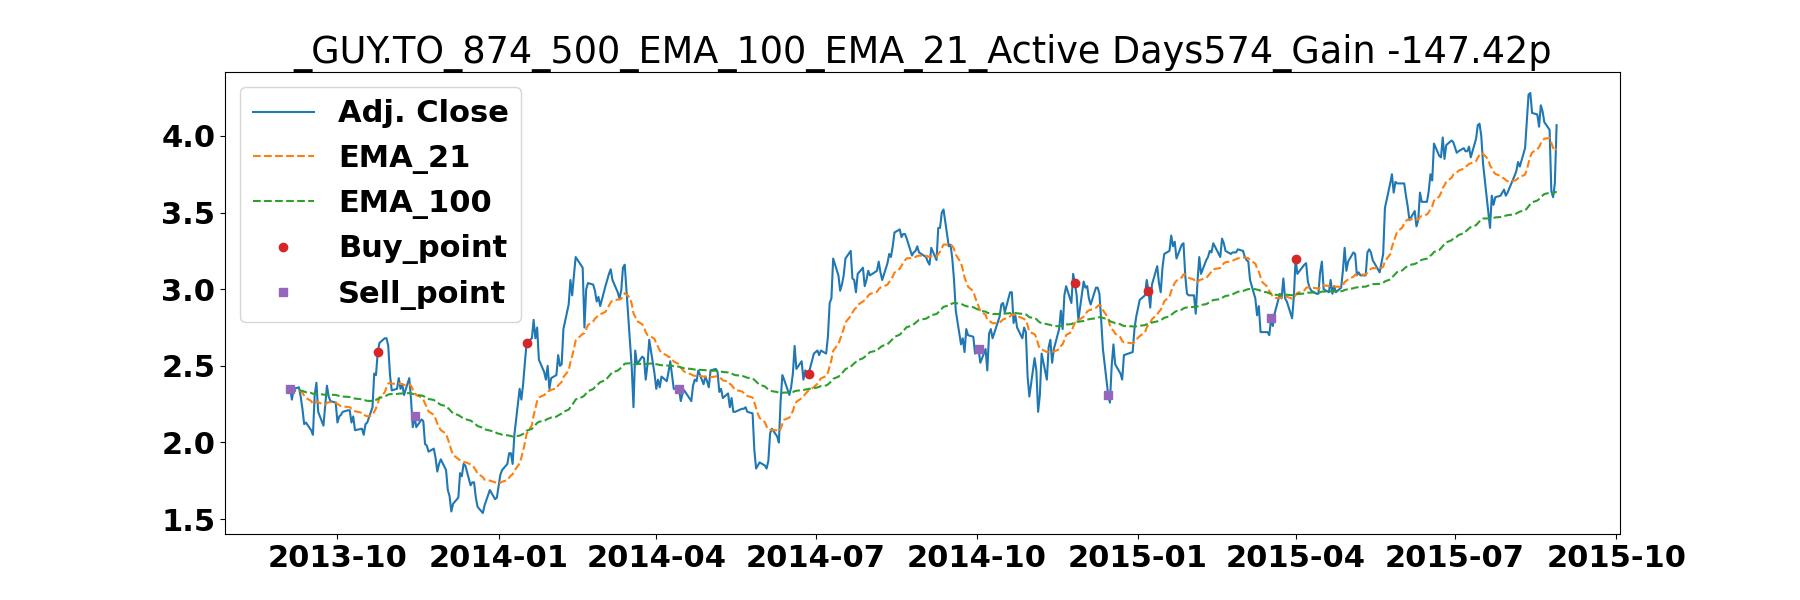 _GUY.TO_874_500_EMA_100_EMA_21_Active Days574_Gain -147.42p
Adj. Close
EMA_21
EMA_100
Buy_point
Sell_point
4.0
3.5
3.0
2.5
2.0
1.5
2013-10 2014-01 2014-04 2014-07 2014-10 2015-01 2015-04 2015-07 2015-10